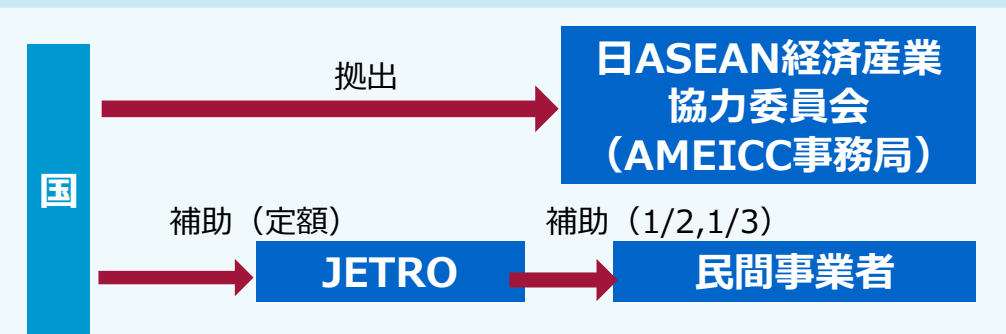 国
拠出
日ASEAN経済産業
協力委員会
（AMEICC事務局）
補助（定額）
JETRO
補助（1/2,1/3）
民間事業者